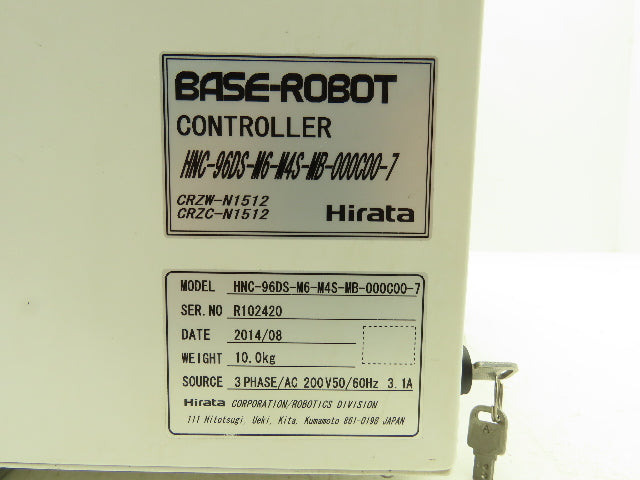 BASE-ROBOT
CONTROLLER
HNC-96DS-M6-M4S-MB-000C00-7
CRZW-N1512
CRZC-N1512
Hirata
MODEL HNC-96DS-M6-M4S-MB-000C00-7
SER.NO R102420
DATE 2014/08
WEIGHT 10.0kg
SOURCE 3PHASE/AC 200V50/60Hz 3.1A
Hirata CORPORATION/ROBOTICS DIVISION
111 Hitotsugi, Ueki, Kita, Kumamoto 861-0198 JAPAN